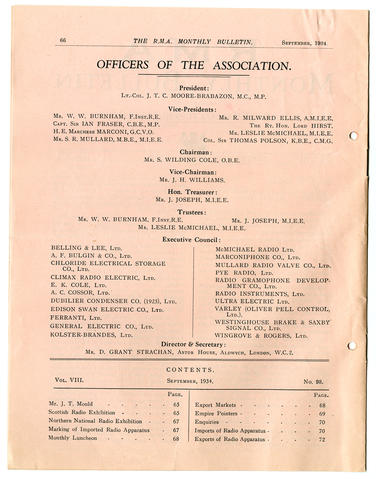 66 THE R.M.A. MONTHLY BULLETIN. SEPTEMBER, 1934
OFFICERS OF THE ASSOCIATION.
President:
LT.-COL. J. T. C. MOORE-BRABAZON, M.C., M.P.
Vice-Presidents:
MR. W. W. BURNHAM, F.INST.R.E.
CAPT. SIR IAN FRASER, C.B.E., M.P.
H.E. MARCHESE MARCONI, G.C.V.O.
MR. S. R. MULLARD, M.B.E., M.I.E.E.
MR. R. MILWARD ELLIS, A.M.I.E.E.
THE RT. HON. LORD HIRST.
MR. LESLIE McMICHAEL, M.I.E.E.
COL. SIR THOMAS POLSON, K.B.E., C.M.G.
Chairman:
MR. S. WILDING COLE, O.B.E.
Vice-Chairman:
MR. J. H. WILLIAMS.
Hon. Treasurer:
MR. J. JOSEPH, M.I.E.E.
Trustees:
MR. W. W. BURNHAM, F.INST.R.E. MR. J. JOSEPH, M.I.E.E.
MR. LESLIE McMICHAEL, M.I.E.E.
Executive Council:
BELLING & LEE, LTD.
A. F. BULGIN & CO., LTD.
CHLORIDE ELECTRICAL STORAGE
CO., LTD.
CLIMAX RADIO ELECTRIC, LTD.
E. K. COLE, LTD.
A. C. COSSOR, LTD.
DUBILIER CONDENSER CO. (1925), LTD.
EDISON SWAN ELECTRIC CO., LTD.
FERRANTI, LTD.
GENERAL ELECTRIC CO., LTD.
KOLSTER-BRANDES, LTD.
McMICHAEL RADIO LTD.
MARCONIPHONE CO., LTD.
MULLARD RADIO VALVE CO., LTD.
PYE RADIO, LTD.
RADIO GRAMOPHONE DEVELOP-
MENT CO., LTD.
RADIO INSTRUMENTS, LTD.
ULTRA ELECTRIC LTD.
VARLEY (OLIVER PELL CONTROL,
LTD.).
WESTINGHOUSE BRAKE & SAXBY
SIGNAL CO., LTD.
WINGROVE & ROGERS, LTD.
Director & Secretary:
MR. D. GRANT STRACHAN, ASTOR HOUSE, ALDWYCH, LONDON, W.C.2.
CONTENTS.
VOL. VIII. SEPTEMBER, 1934. NO. 98.
PAGE.
Mr. J. T. Mould - - - - 65
Scottish Radio Exhibition - - - 65
Northern National Radio Exhibition - - 67
Marking of Imported Radio Apparatus - 67
Monthly Luncheon - - - - 68
PAGE.
Export Markets - - - - 68
Empire Pointers - - - - 69
Enquiries - - - - 70
Imports of Radio Apparatus - - - 70
Exports of Radio Apparatus - - - 72